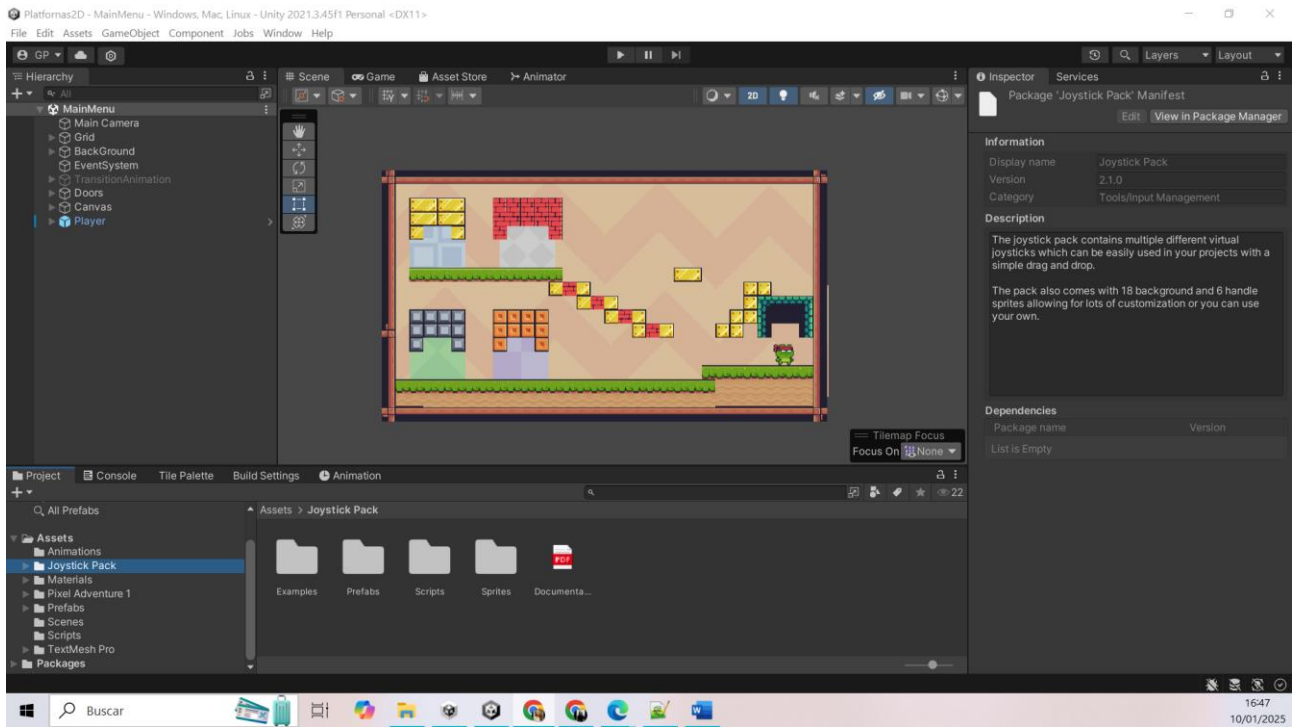 Platfornas2D - MainMenu - Windows, Mac, Linux - Unity 2021.3.45f1 Personal <DX11>
File Edit Assets GameObject Component Jobs Window Help
GP Layers Layout
Hierarchy Scene Game Asset Store Animator Inspector Services
All 2D Package 'Joystick Pack' Manifest
MainMenu Edit View in Package Manager
Main Camera
Grid
BackGround
EventSystem
TransitionAnimation
Doors
Canvas
Player
Information
Display name Joystick Pack
Version 2.1.0
Category Tools/Input Management
Description
The joystick pack contains multiple different virtual
joysticks which can be easily used in your projects with a
simple drag and drop.
The pack also comes with 18 background and 6 handle
sprites allowing for lots of customization or you can use
your own.
Dependencies
Package name Version
List is Empty
Tilemap Focus
Focus On None
Project Console Tile Palette Build Settings Animation
22
All Prefabs
Assets > Joystick Pack
Assets
Animations
Joystick Pack
Materials
Pixel Adventure 1
Prefabs
Scenes
Scripts
TextMesh Pro
Packages
PDF
Examples Prefabs Scripts Sprites Documenta...
Buscar
16:47
10/01/2025